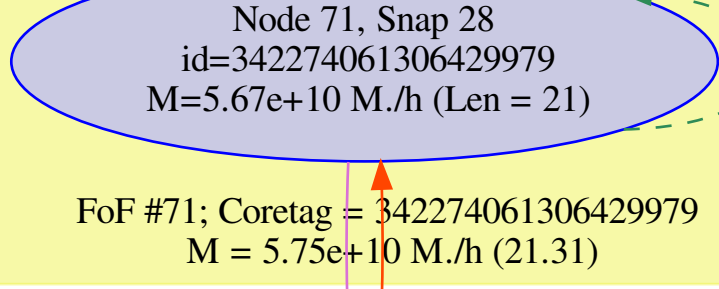 Node 71, Snap 28
id=342274061306429979
M=5.67e+10 M./h (Len = 21)
FoF #71; Coretag = 342274061306429979
M = 5.75e+10 M./h (21.31)